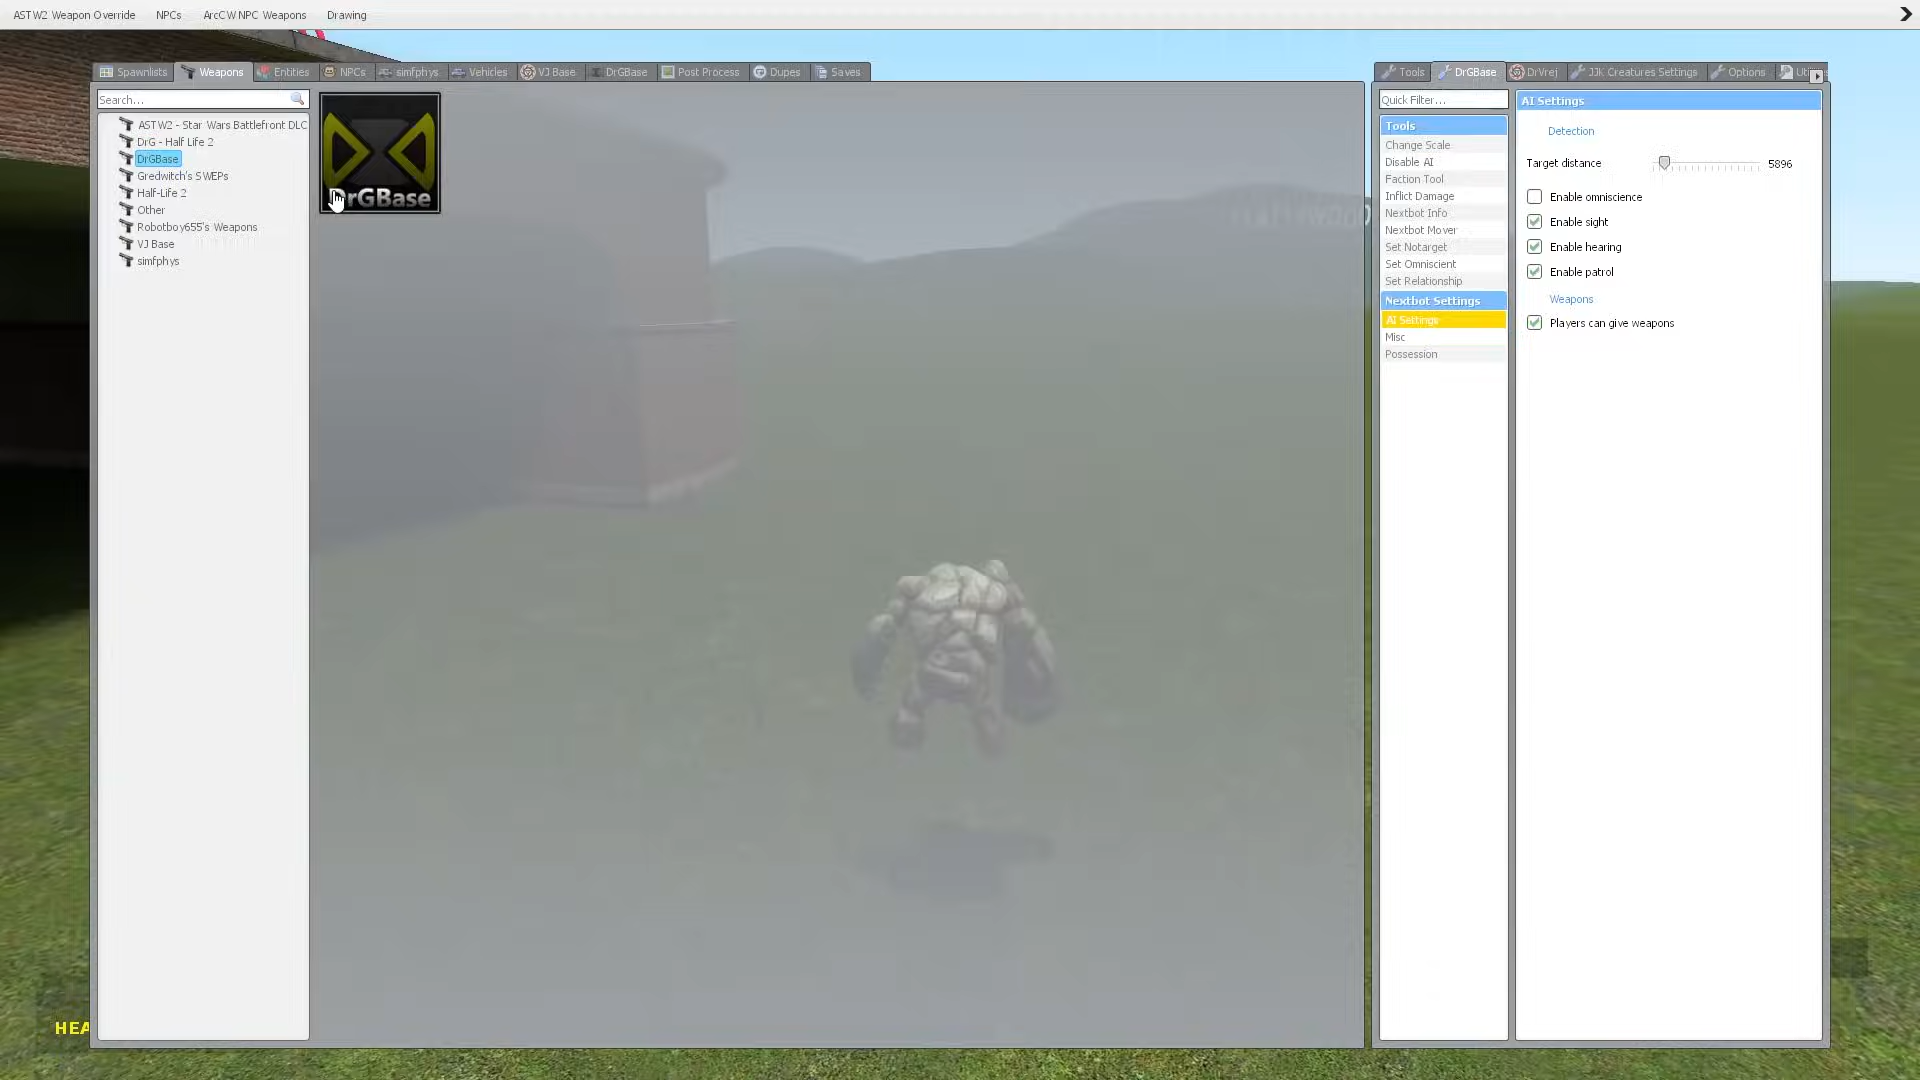 ASTW2 Weapon Override NPCs ArcCW NPC Weapons Drawing
Spawnlists Weapons Entities NPCs simfphys Vehicles VJ Base DrGBase Post Process Dupes Saves
Tools DrGBase DrVrej JJK Creatures Settings Options
Search...
ASTW2 - Star Wars Battlefront DLC
DrG - Half Life 2
DrGBase
Gredwitch's SWEPs
Half-Life 2
Other
Robotboy655's Weapons
VJ Base
simfphys
DrGBase
Quick Filter...
Tools
Change Scale
Disable AI
Faction Tool
Inflict Damage
Nextbot Info
Nextbot Mover
Set Notarget
Set Omniscient
Set Relationship
Nextbot Settings
AI Settings
Misc
Possession
AI Settings
Detection
Target distance 5896
Enable omniscience
Enable sight
Enable hearing
Enable patrol
Weapons
Players can give weapons
HEA